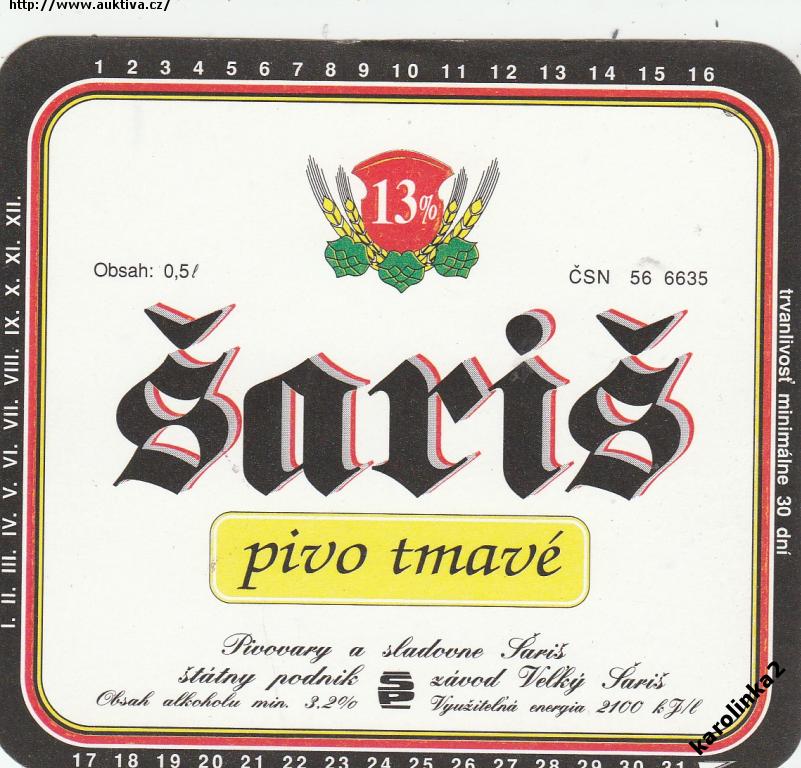 http://www.auktiva.cz/
1 2 3 4 5 6 7 8 9 10 11 12 13 14 15 16
13%
Obsah: 0,5ℓ
ČSN 56 6635
I. II. III. IV. V. VI. VII. VIII. IX. X. XI. XII.
trvanlivosť minimálne 30 dní
šariš
pivo tmavé
Pivovary a sladovne Šariš
štátny podnik závod Veľký Šariš
Obsah alkoholu min. 3,2% Využiteľná energia 2100 kJ/l
karolinka2
17 18 19 20 21 22 23 24 25 26 27 28 29 30 31